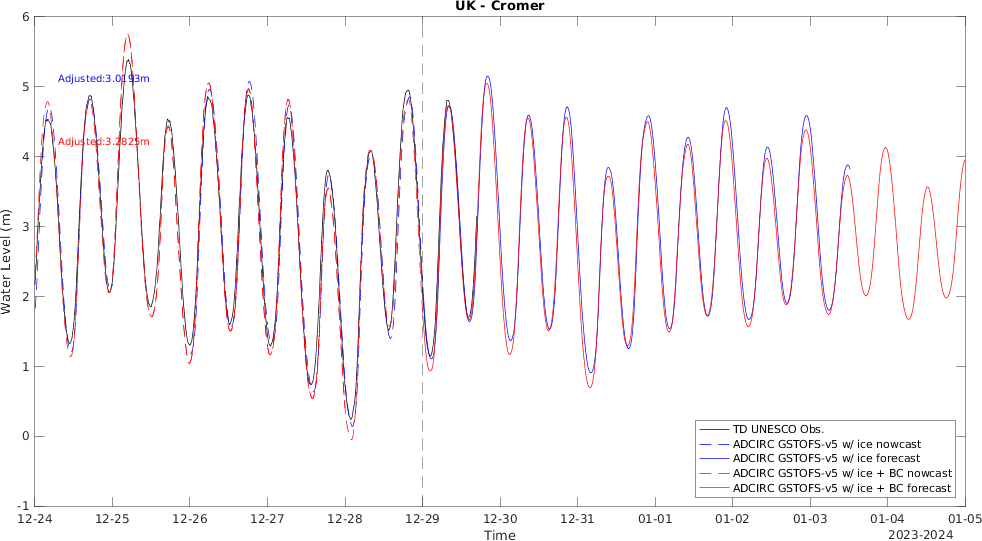 UK - Cromer
6
5
4
3
2
1
0
-1
Water Level (m)
Adjusted:3.0193m
Adjusted:3.2825m
TD UNESCO Obs.
ADCIRC GSTOFS-v5 w/ ice nowcast
ADCIRC GSTOFS-v5 w/ ice forecast
ADCIRC GSTOFS-v5 w/ ice + BC nowcast
ADCIRC GSTOFS-v5 w/ ice + BC forecast
12-24 12-25 12-26 12-27 12-28 12-29 12-30 12-31 01-01 01-02 01-03 01-04 01-05
Time
2023-2024